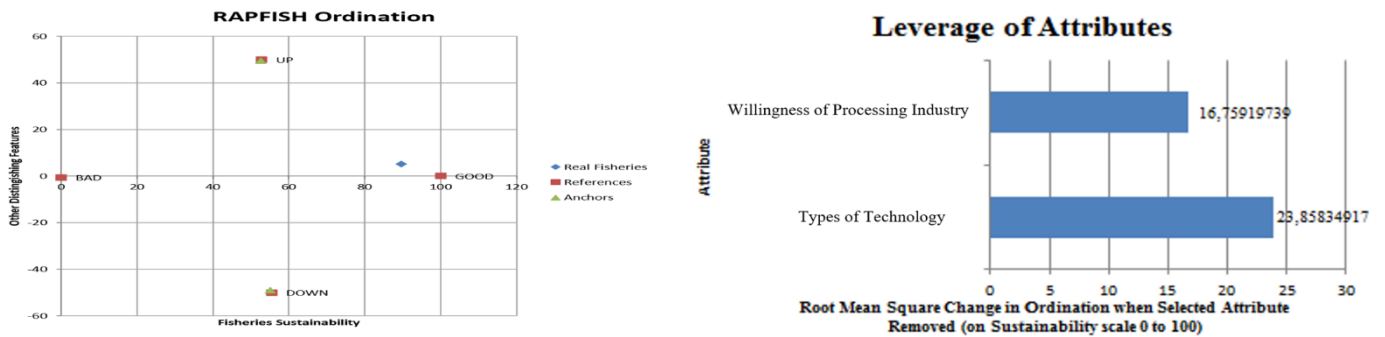 RAPFISH Ordination
60
40
20
0
-20
-40
-60
0 20 40 60 80 100 120
UP
BAD
GOOD
DOWN
Other Distingishing Features
Fisheries Sustainability
Real Fisheries
References
Anchors
Leverage of Attributes
Attribute
Willingness of Processing Industry
16,75919739
Types of Technology
23,85834917
0 5 10 15 20 25 30
Root Mean Square Change in Ordination when Selected Attribute
Removed (on Sustainability scale 0 to 100)